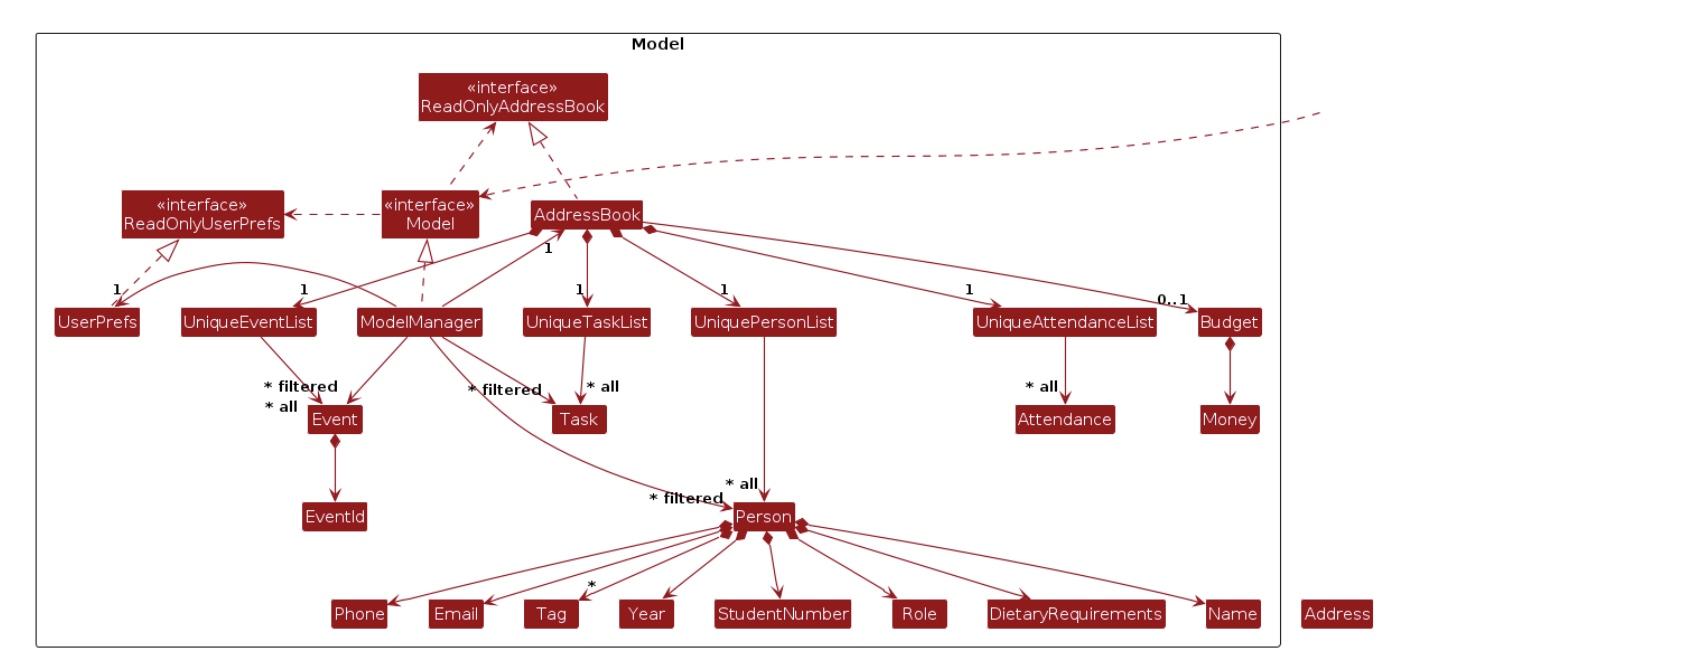 Model
«interface»
ReadOnlyAddressBook
«interface»
ReadOnlyUserPrefs
«interface»
Model
AddressBook
1
1
1
1
1
1
0..1
UserPrefs
UniqueEventList
ModelManager
UniqueTaskList
UniquePersonList
UniqueAttendanceList
Budget
* filtered
* all
* filtered
* all
* all
Event
Task
Attendance
Money
* all
* filtered
EventId
Person
*
Phone
Email
Tag
Year
StudentNumber
Role
DietaryRequirements
Name
Address